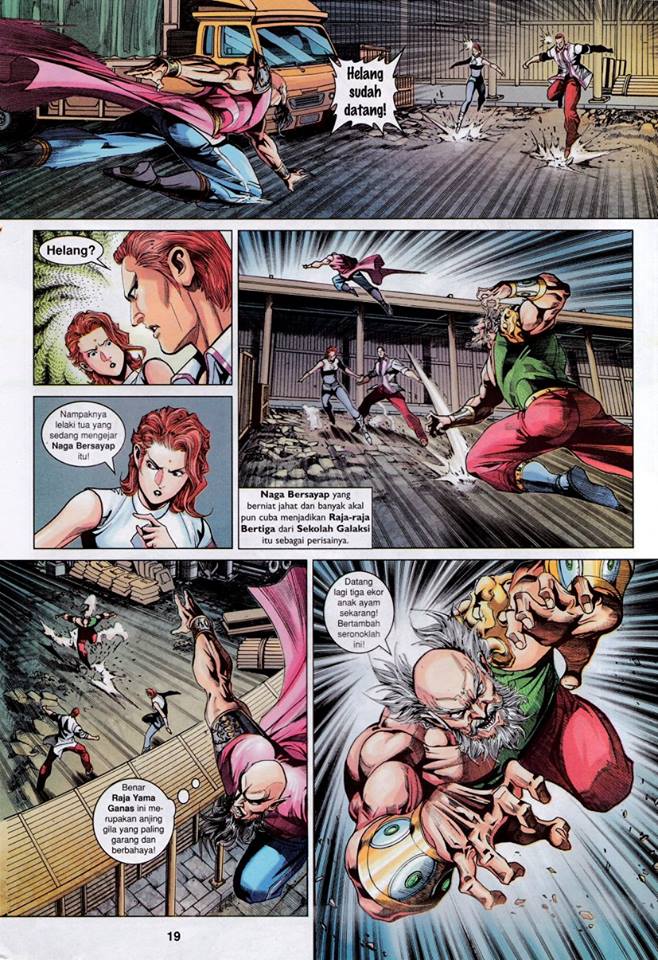 Helang
sudah
datang!
Helang?
Nampaknya
lelaki tua yang
sedang mengejar
Naga Bersayap
itu!
Naga Bersayap yang
berniat jahat dan banyak akal
pun cuba menjadikan Raja-raja
Bertiga dari Sekolah Galaksi
itu sebagai perisainya.
Benar
Raja Yama
Ganas ini me-
rupakan anjing
gila yang paling
garang dan
berbahaya!
Datang
lagi tiga ekor
anak ayam
sekarang!
Bertambah
seronoklah
ini!
19